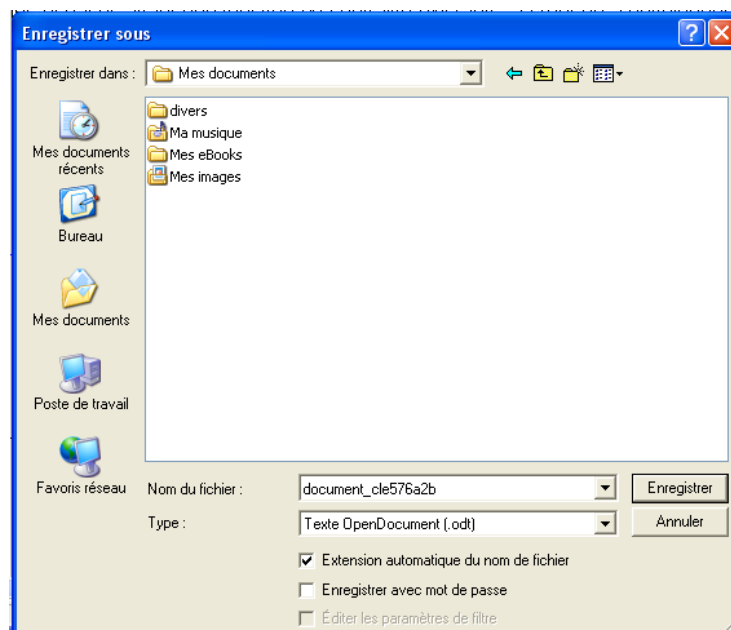 Enregistrer sous
Enregistrer dans :
Mes documents
divers
Ma musique
Mes eBooks
Mes images
Mes documents
récents
Bureau
Mes documents
Poste de travail
Favoris réseau
Nom du fichier :
document_cle576a2b
Enregistrer
Type :
Texte OpenDocument (.odt)
Annuler
Extension automatique du nom de fichier
Enregistrer avec mot de passe
Éditer les paramètres de filtre